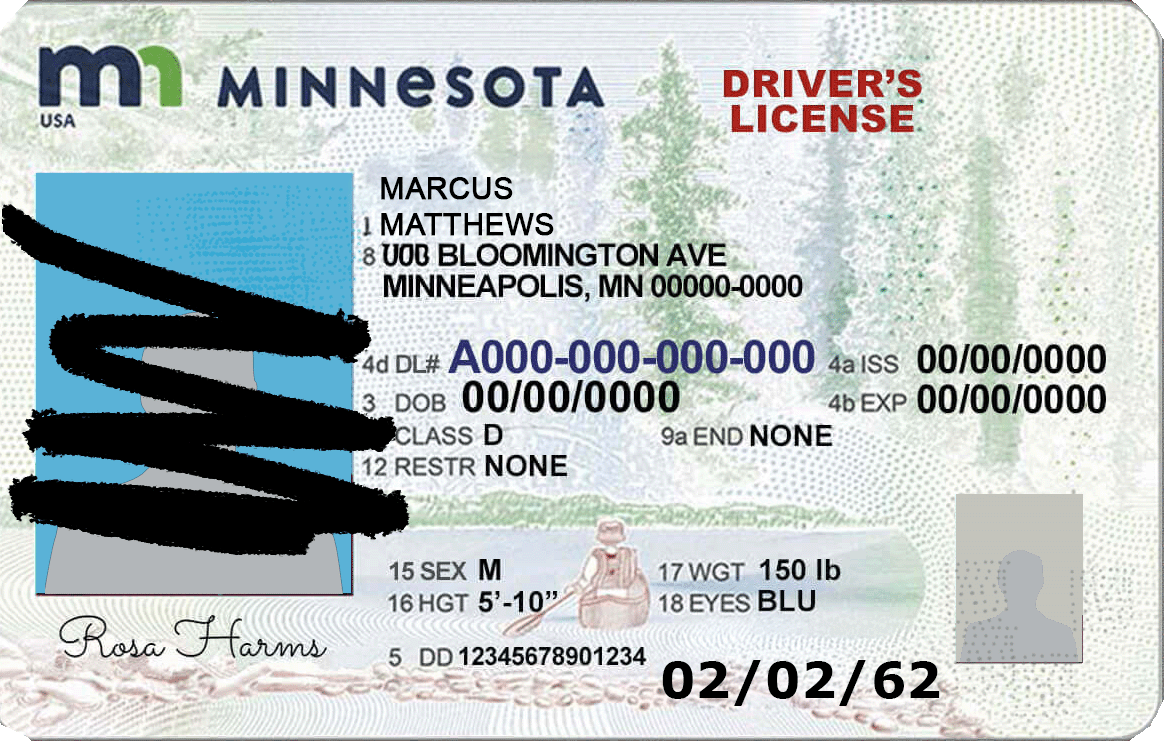 mn
USA
MINNESOTA
DRIVER'S
LICENSE
MARCUS
1 MATTHEWS
8 BLOOMINGTON AVE
MINNEAPOLIS, MN 00000-0000
4d DL# A000-000-000-000 4a ISS 00/00/0000
3 DOB 00/00/0000 4b EXP 00/00/0000
CLASS D 9a END NONE
12 RESTR NONE
15 SEX M 17 WGT 150 lb
16 HGT 5'-10” 18 EYES BLU
Rosa Harms
5 DD 12345678901234
02/02/62